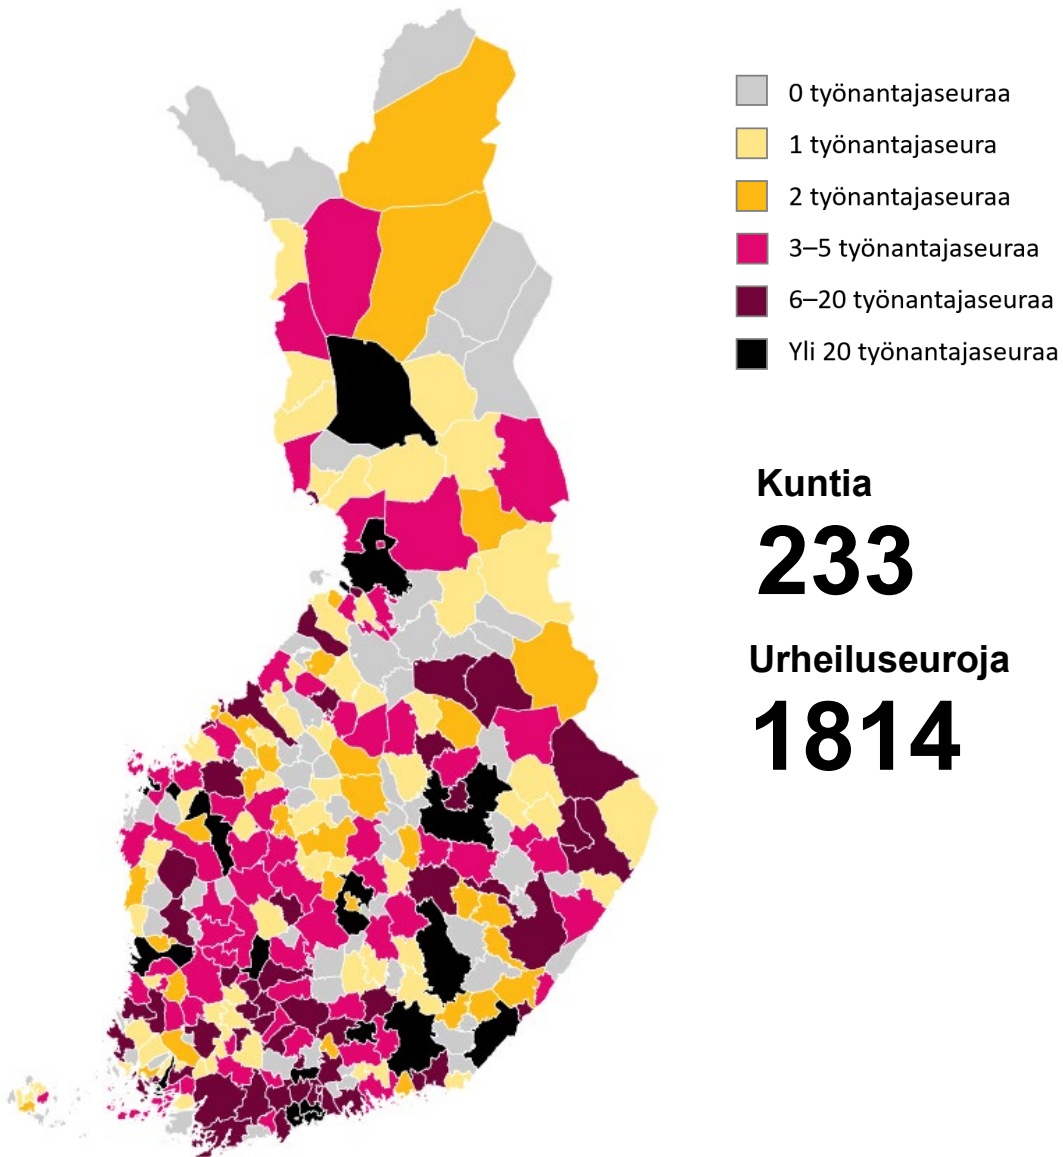 0 työnantajaseuraa
1 työnantajaseura
2 työnantajaseuraa
3–5 työnantajaseuraa
6–20 työnantajaseuraa
Yli 20 työnantajaseuraa
Kuntia
233
Urheiluseuroja
1814